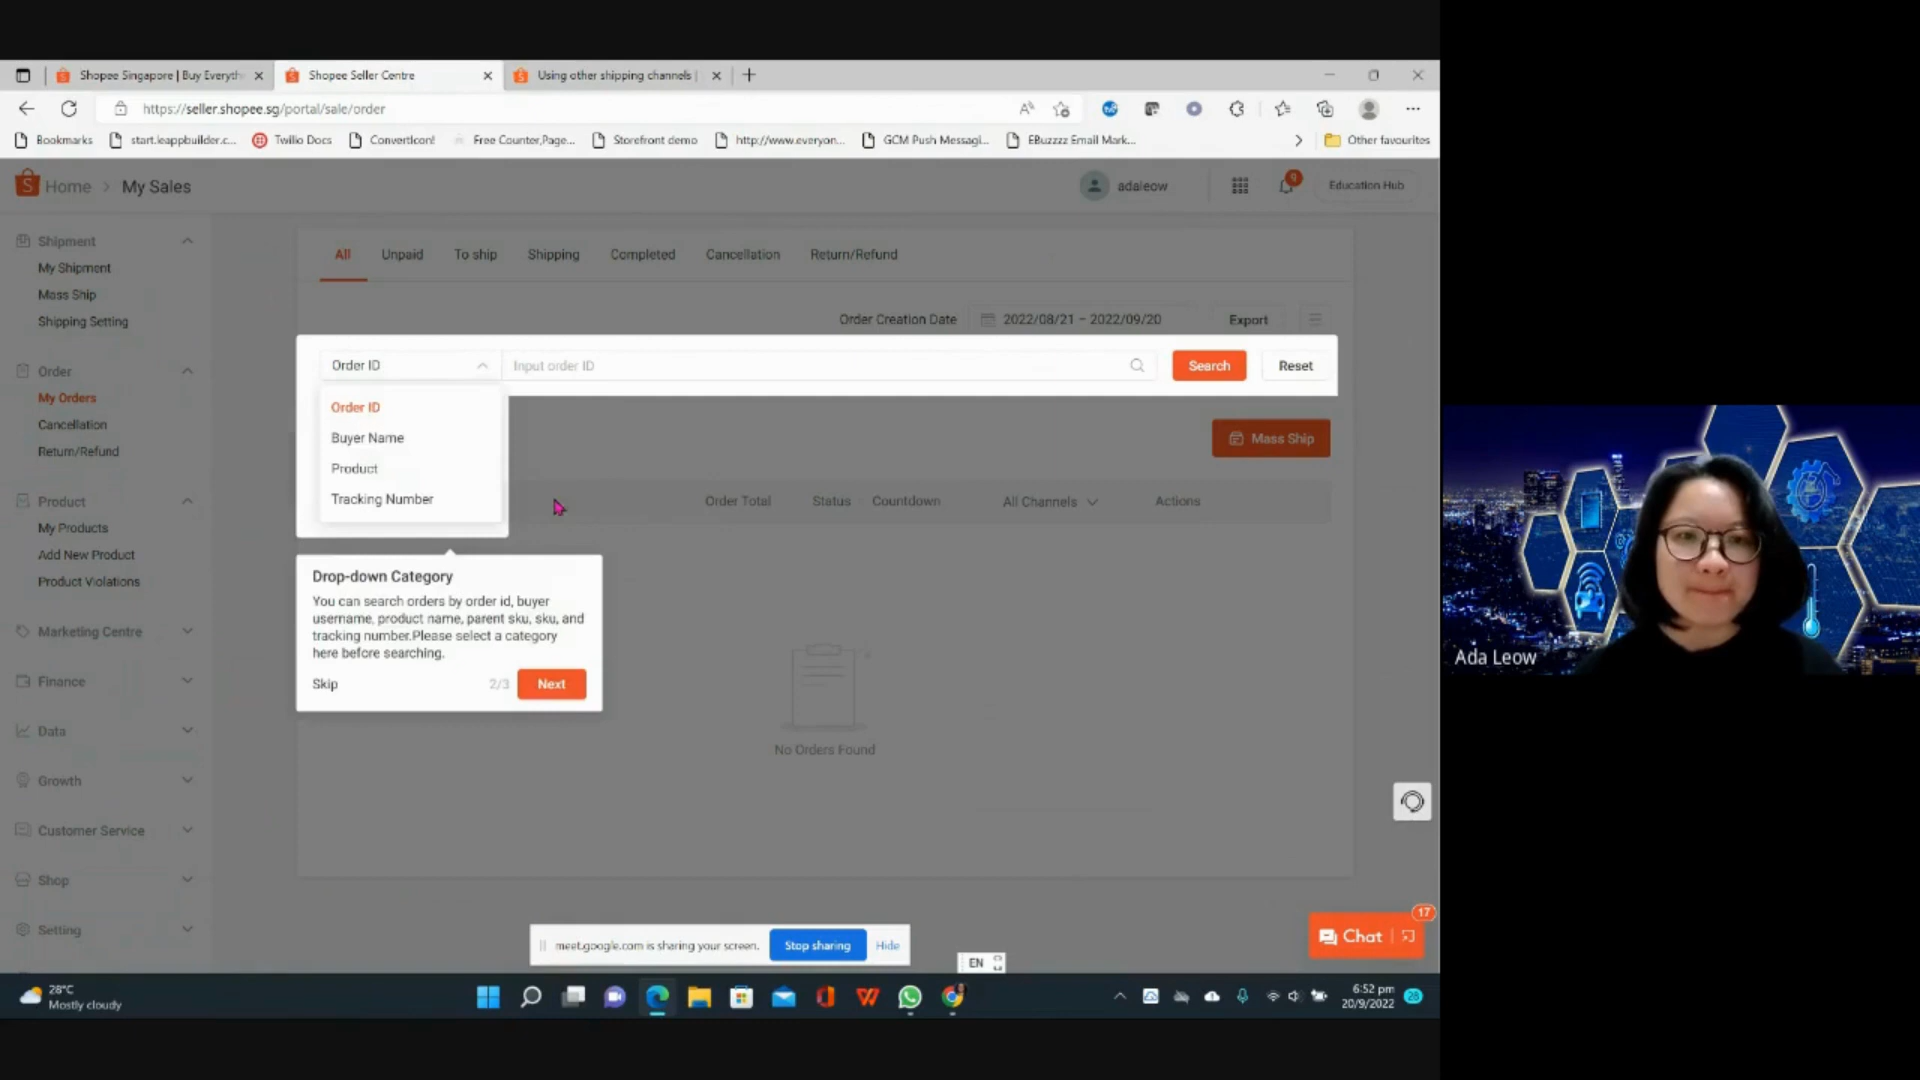 Shopee Singapore | Buy Everyth
Shopee Seller Centre
Using other shipping channels |
https://seller.shopee.sg/portal/sale/order
Bookmarks
start.leappbuilder.c...
Twilio Docs
ConvertIcon!
Free Counter,Page...
Storefront demo
http://www.everyon...
GCM Push Messagi...
EBuzzzz Email Mark...
Other favourites
Home > My Sales
adaleow
9
Education Hub
Shipment
My Shipment
Mass Ship
Shipping Setting
Order
My Orders
Cancellation
Return/Refund
Product
My Products
Add New Product
Product Violations
Marketing Centre
Finance
Data
Growth
Customer Service
Shop
Setting
All
Unpaid
To ship
Shipping
Completed
Cancellation
Return/Refund
Order Creation Date
2022/08/21 - 2022/09/20
Export
Order ID
Input order ID
Search
Reset
Order ID
Buyer Name
Product
Tracking Number
Mass Ship
Order Total
Status
Countdown
All Channels
Actions
Drop-down Category
You can search orders by order id, buyer
username, product name, parent sku, sku, and
tracking number.Please select a category
here before searching.
Skip
2/3
Next
No Orders Found
17
Chat
meet.google.com is sharing your screen.
Stop sharing
Hide
EN
28°C
Mostly cloudy
6:52 pm
20/9/2022
28
Ada Leow